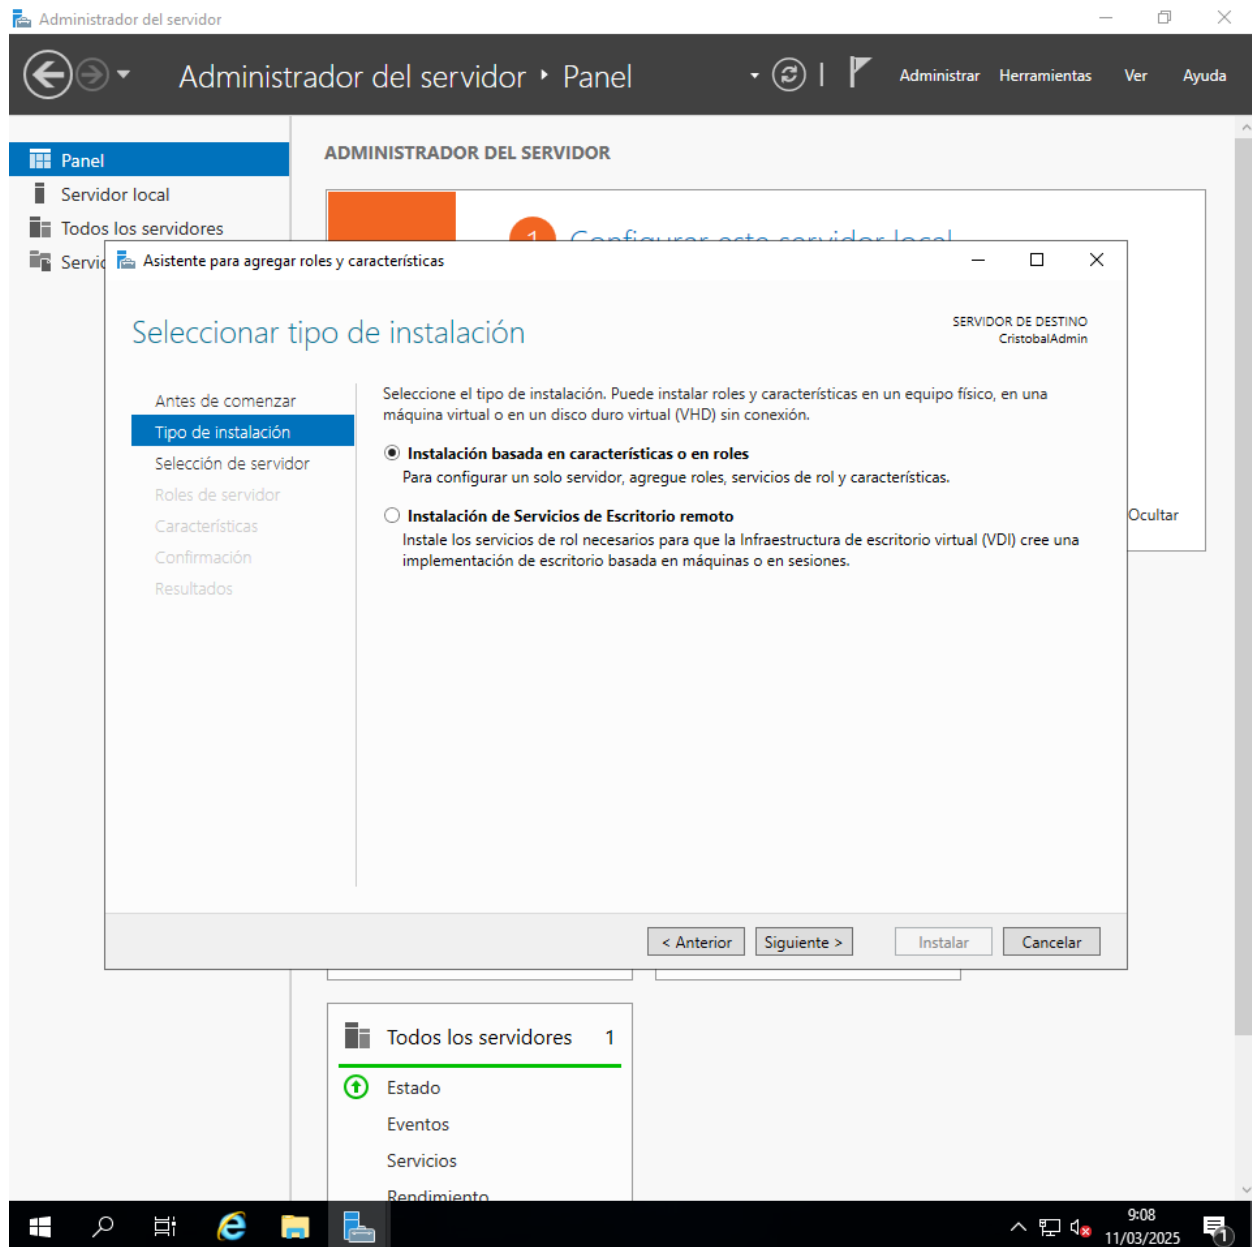 Administrador del servidor
Administrador del servidor ‣ Panel
Administrar Herramientas Ver Ayuda
Panel
Servidor local
Todos los servidores
Servic
ADMINISTRADOR DEL SERVIDOR
1 Configurar este servidor local
Asistente para agregar roles y características
Seleccionar tipo de instalación
SERVIDOR DE DESTINO
CristobalAdmin
Antes de comenzar
Tipo de instalación
Selección de servidor
Roles de servidor
Características
Confirmación
Resultados
Seleccione el tipo de instalación. Puede instalar roles y características en un equipo físico, en una
máquina virtual o en un disco duro virtual (VHD) sin conexión.
Instalación basada en características o en roles
Para configurar un solo servidor, agregue roles, servicios de rol y características.
Instalación de Servicios de Escritorio remoto
Instale los servicios de rol necesarios para que la Infraestructura de escritorio virtual (VDI) cree una
implementación de escritorio basada en máquinas o en sesiones.
Ocultar
< Anterior Siguiente > Instalar Cancelar
Todos los servidores 1
Estado
Eventos
Servicios
Rendimiento
9:08
11/03/2025
1